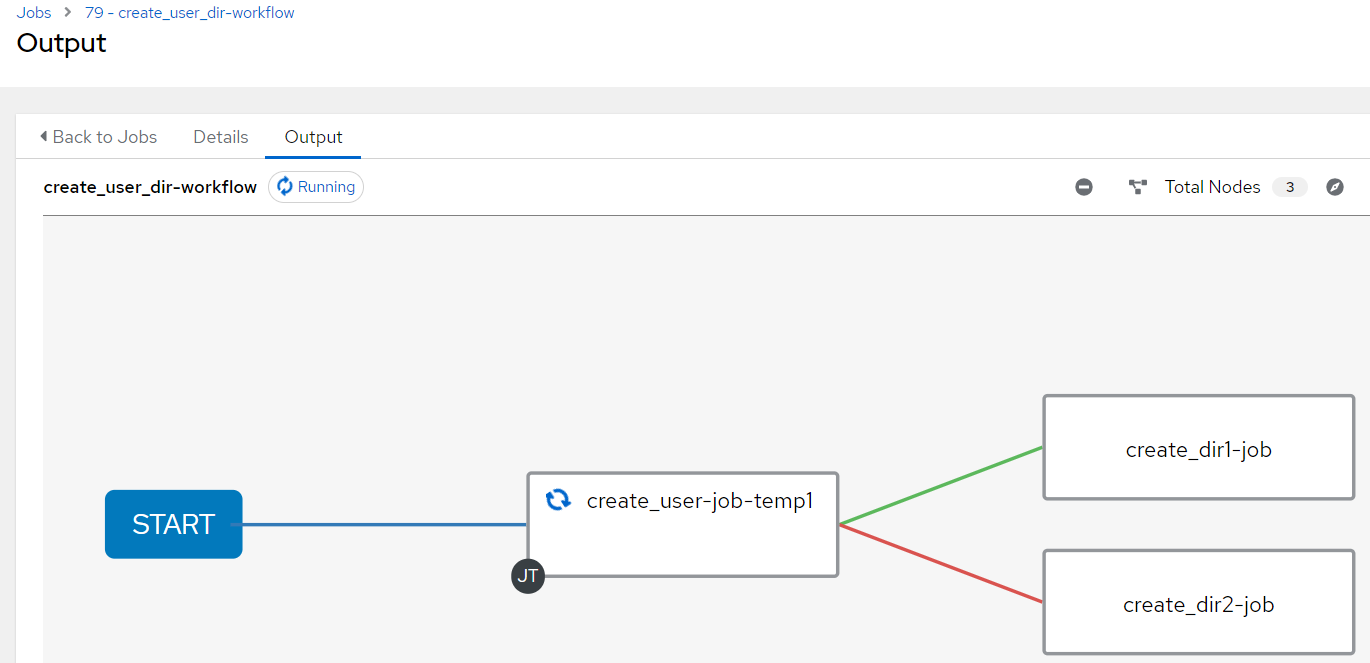 Jobs 79 - create_user_dir-workflow
Output
Back to Jobs Details Output
create_user_dir-workflow Running Total Nodes 3
create_dir1-job
create_user-job-temp1
START
JT
create_dir2-job